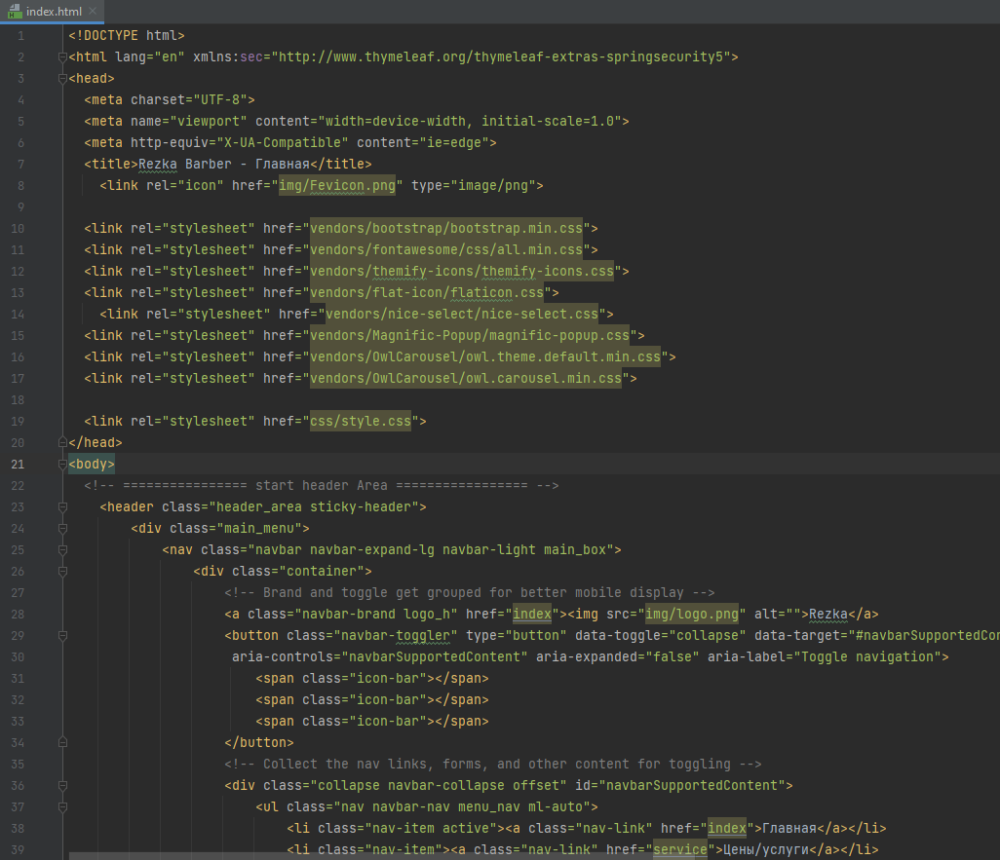 index.html
1 <!DOCTYPE html>
2 <html lang="en" xmlns:sec="http://www.thymeleaf.org/thymeleaf-extras-springsecurity5">
3 <head>
4 <meta charset="UTF-8">
5 <meta name="viewport" content="width=device-width, initial-scale=1.0">
6 <meta http-equiv="X-UA-Compatible" content="ie=edge">
7 <title>Rezka Barber - Главная</title>
8 <link rel="icon" href="img/Fevicon.png" type="image/png">
9
10 <link rel="stylesheet" href="vendors/bootstrap/bootstrap.min.css">
11 <link rel="stylesheet" href="vendors/fontawesome/css/all.min.css">
12 <link rel="stylesheet" href="vendors/themify-icons/themify-icons.css">
13 <link rel="stylesheet" href="vendors/flat-icon/flaticon.css">
14 <link rel="stylesheet" href="vendors/nice-select/nice-select.css">
15 <link rel="stylesheet" href="vendors/Magnific-Popup/magnific-popup.css">
16 <link rel="stylesheet" href="vendors/OwlCarousel/owl.theme.default.min.css">
17 <link rel="stylesheet" href="vendors/OwlCarousel/owl.carousel.min.css">
18
19 <link rel="stylesheet" href="css/style.css">
20 </head>
21 <body>
22 <!-- ================ start header Area ================= -->
23 <header class="header_area sticky-header">
24 <div class="main_menu">
25 <nav class="navbar navbar-expand-lg navbar-light main_box">
26 <div class="container">
27 <!-- Brand and toggle get grouped for better mobile display -->
28 <a class="navbar-brand logo_h" href="index"><img src="img/logo.png" alt="">Rezka</a>
29 <button class="navbar-toggler" type="button" data-toggle="collapse" data-target="#navbarSupportedCon
30 aria-controls="navbarSupportedContent" aria-expanded="false" aria-label="Toggle navigation">
31 <span class="icon-bar"></span>
32 <span class="icon-bar"></span>
33 <span class="icon-bar"></span>
34 </button>
35 <!-- Collect the nav links, forms, and other content for toggling -->
36 <div class="collapse navbar-collapse offset" id="navbarSupportedContent">
37 <ul class="nav navbar-nav menu_nav ml-auto">
38 <li class="nav-item active"><a class="nav-link" href="index">Главная</a></li>
39 <li class="nav-item"><a class="nav-link" href="service">Цены/услуги</a></li>